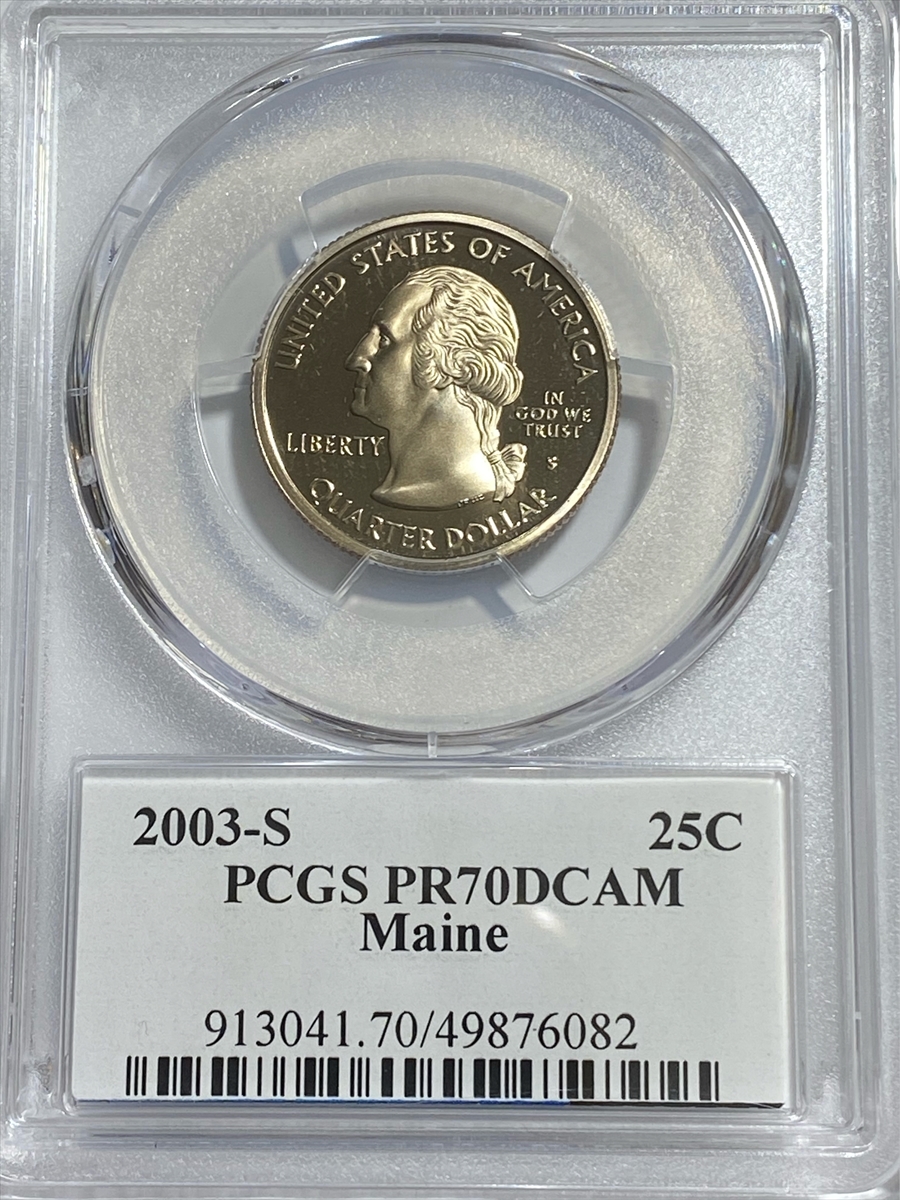 UNITED STATES OF AMERICA
LIBERTY
IN
GOD WE
TRUST
S
QUARTER DOLLAR
2003-S 25C
PCGS PR70DCAM
Maine
913041.70/49876082